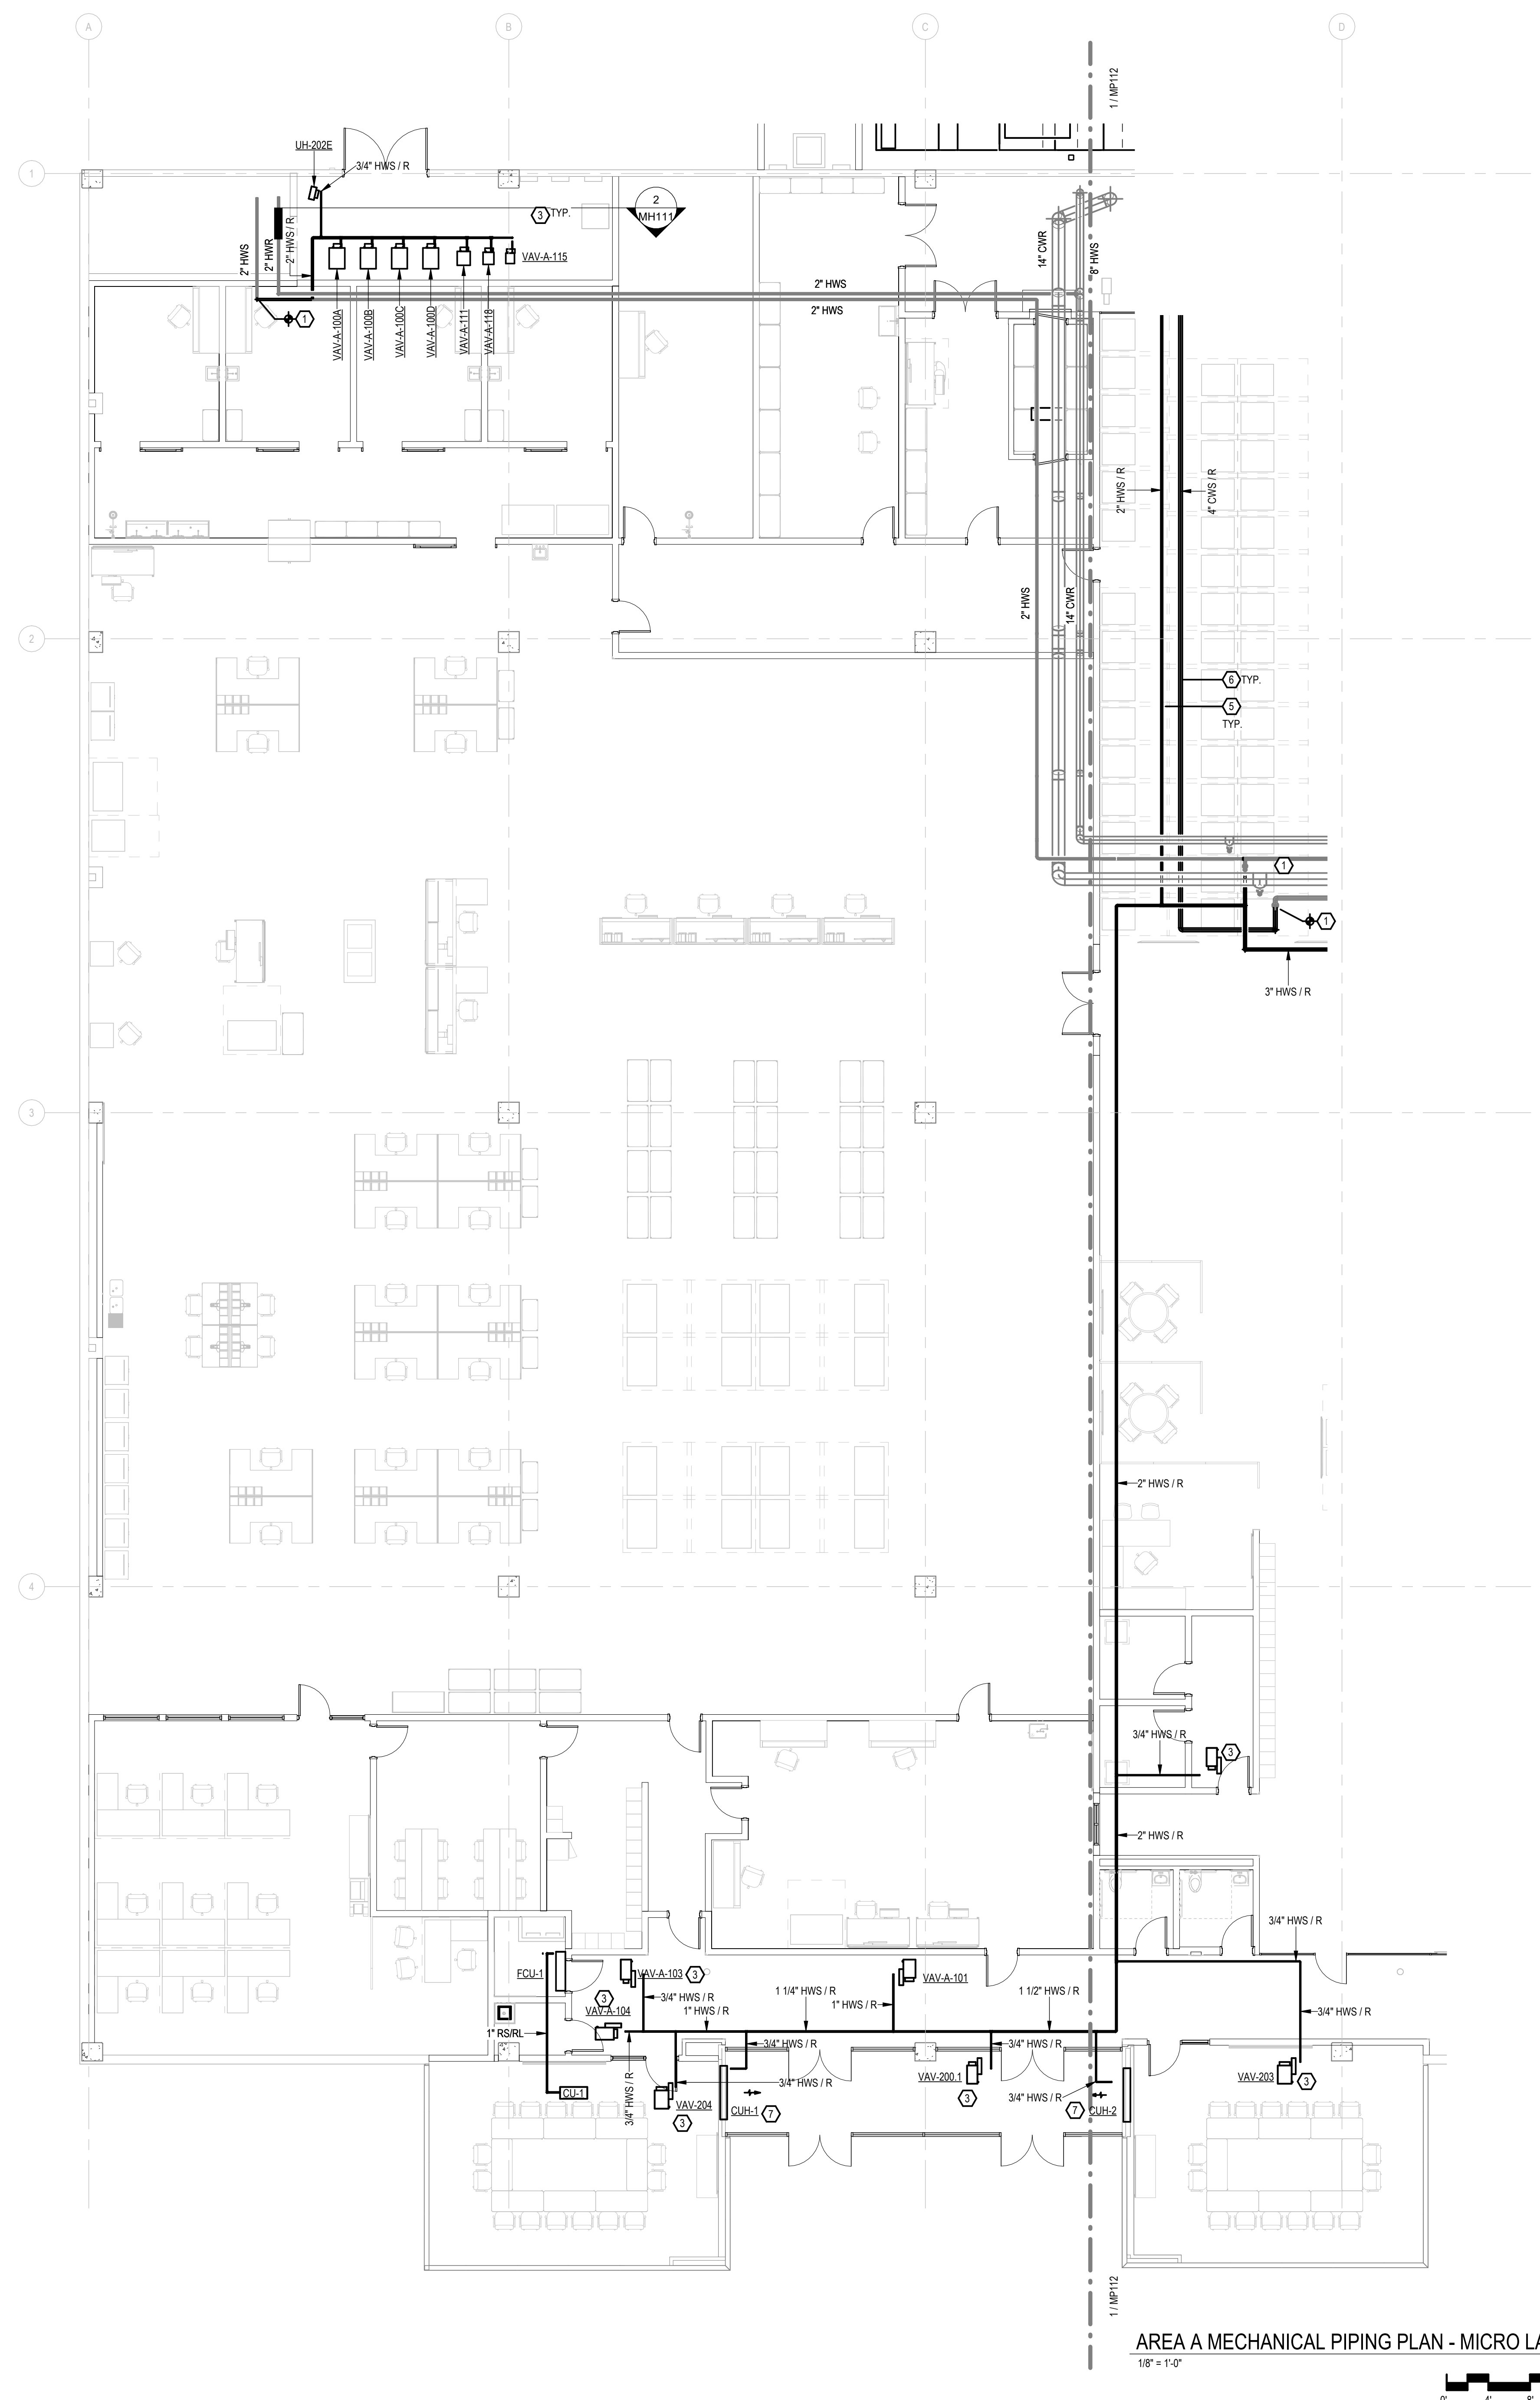 A
B
C
D
1 / MP112
UH-202E
3/4" HWS / R
1
2
MH111
3 TYP.
2" HWS
2" HWR
2" HWS / R
VAV-A-115
14" CWR
8" HWS
2" HWS
2" HWS
1
VAV-A-100A
VAV-A-100B
VAV-A-100C
VAV-A-100D
VAV-A-111
VAV-A-118
2" HWS / R
4" CWS / R
2" HWS
14" CWR
2
6 TYP.
5
TYP.
1
1
3" HWS / R
3
2" HWS / R
4
3/4" HWS / R
3
2" HWS / R
3/4" HWS / R
FCU-1
VAV-A-103 3
VAV-A-101
3
VAV-A-104
3/4" HWS / R
1" HWS / R
1 1/4" HWS / R
1" HWS / R
1 1/2" HWS / R
3/4" HWS / R
1" RS/RL
3/4" HWS / R
3/4" HWS / R
3/4" HWS / R
3/4" HWS / R
VAV-200.1
3
VAV-203
3
CU-1
3/4" HWS / R
VAV-204
3
CUH-1
7
7
CUH-2
1 / MP112
AREA A MECHANICAL PIPING PLAN - MICRO
1/8" = 1'-0"
0' 4' 8'